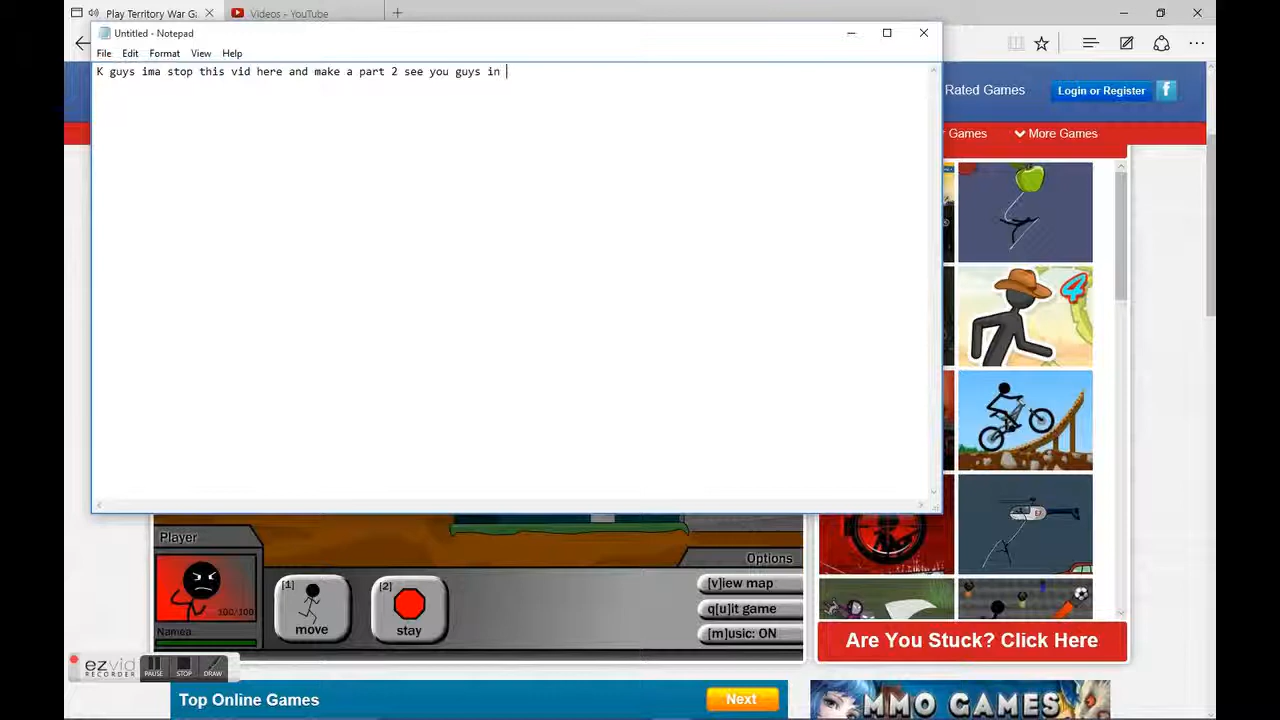 Play Territory War Ga
Videos - YouTube
Untitled - Notepad
File Edit Format View Help
K guys ima stop this vid here and make a part 2 see you guys in
Rated Games
Login or Register
f
Games
More Games
4
Player
100/100
Namea
[1]
move
[2]
stay
Options
[v]iew map
q[u]it game
[m]usic: ON
Are You Stuck? Click Here
ezvid
RECORDER
PAUSE
STOP
DRAW
Top Online Games
Next
MMO GAMES